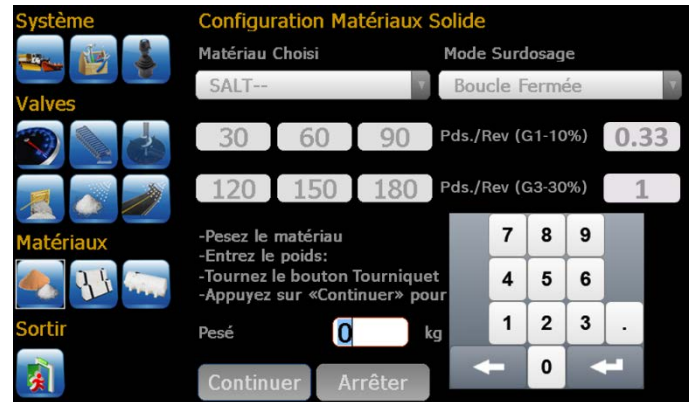 Système
Configuration Matériaux Solide
Matériau Choisi
Mode Surdosage
SALT--
Boucle Fermée
Valves
30 60 90
Pds./Rev (G1-10%)
0.33
120 150 180
Pds./Rev (G3-30%)
1
Matériaux
-Pesez le matériau
-Entrez le poids:
-Tournez le bouton Tourniquet
-Appuyez sur «Continuer» pour
7 8 9
4 5 6
1 2 3 .
0
Sortir
Pesé
0
kg
Continuer
Arrêter